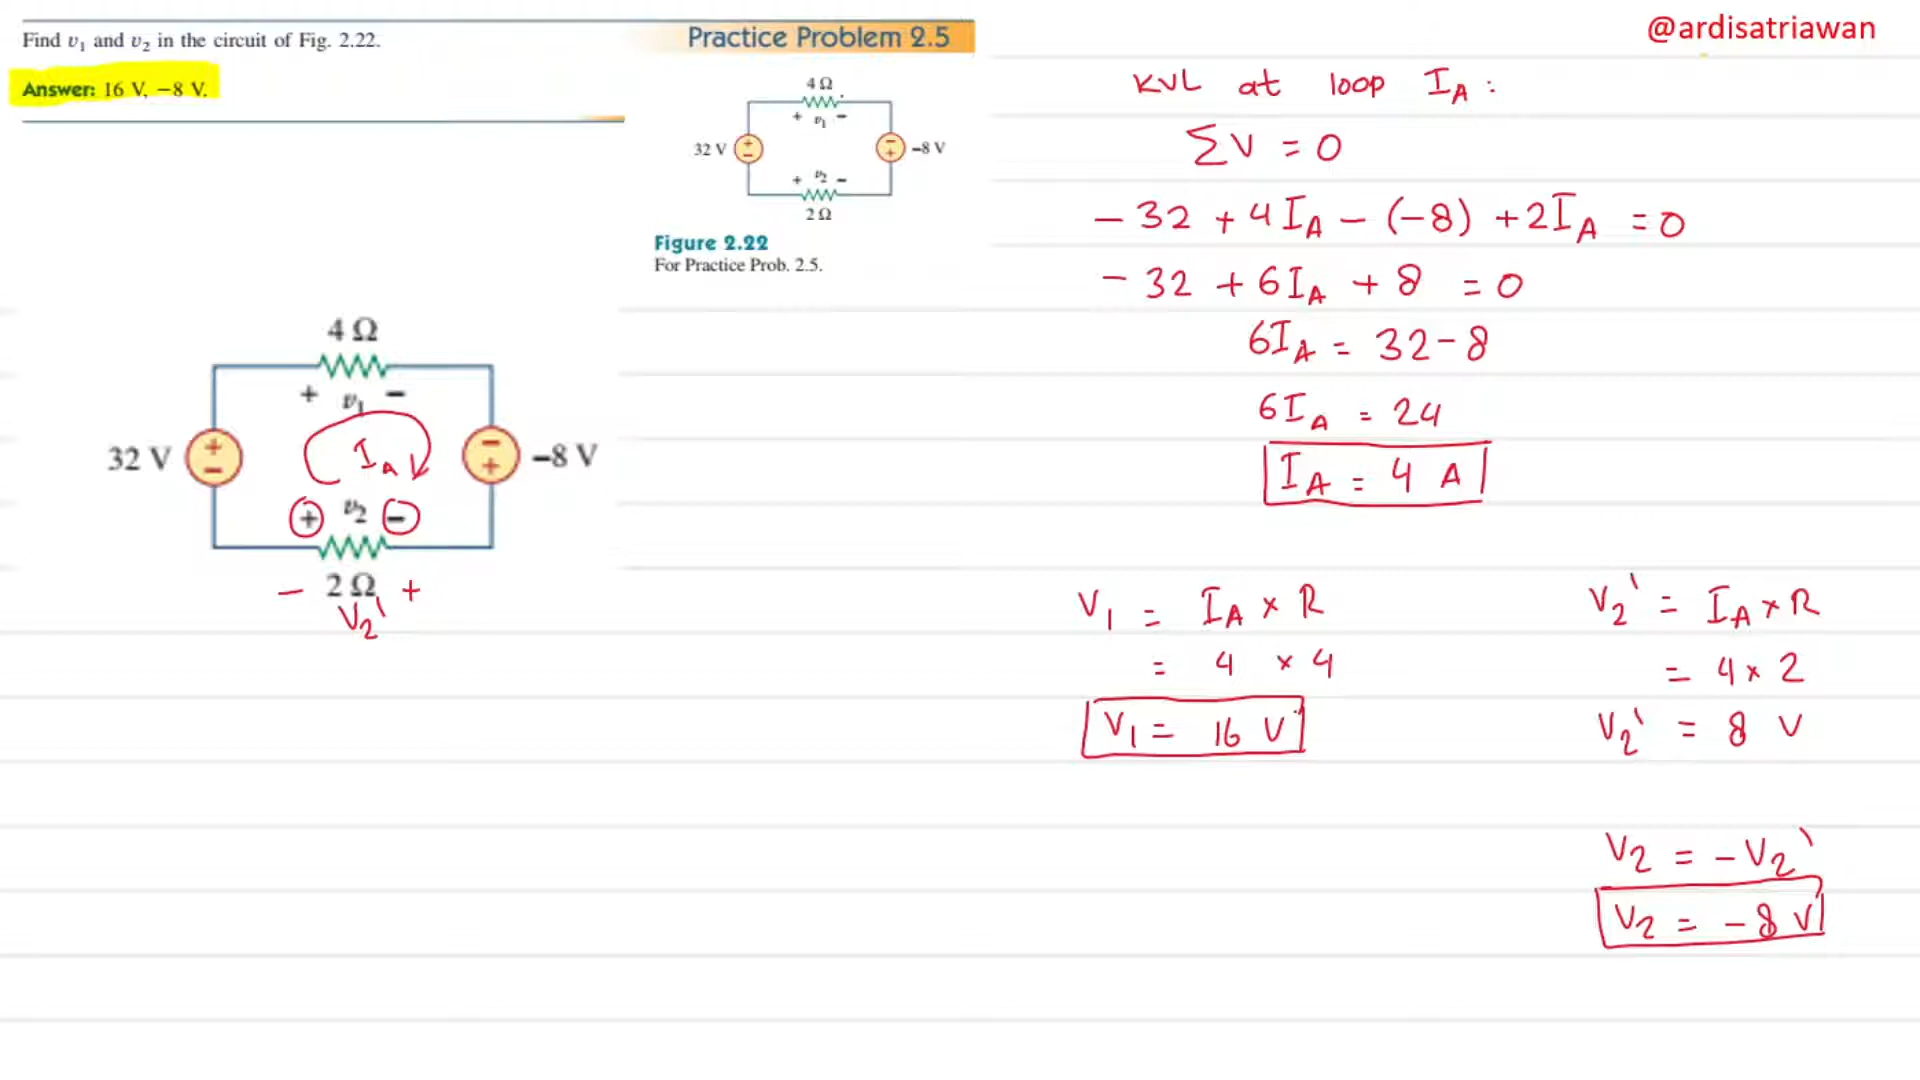 @ardisatriawan
Find v₁ and v₂ in the circuit of Fig. 2.22.
Answer: 16 V, −8 V.
Practice Problem 2.5
4 Ω
+ v₁ −
32 V
+
−
−
+
−8 V
+ v₂ −
2 Ω
Figure 2.22
For Practice Prob. 2.5.
4 Ω
+ v₁ −
32 V
+
−
I_A
−
+
−8 V
+ v₂ −
− 2 Ω +
V₂'
KVL at loop I_A :
ΣV = 0
− 32 + 4I_A − (−8) + 2I_A = 0
− 32 + 6I_A + 8 = 0
6I_A = 32 − 8
6I_A = 24
I_A = 4 A
V₁ = I_A × R
= 4 × 4
V₁ = 16 V
V₂' = I_A × R
= 4 × 2
V₂' = 8 V
V₂ = − V₂'
V₂ = − 8 V